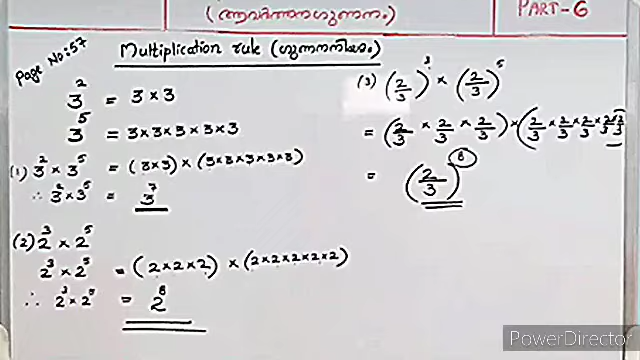 (ആവർത്തനഗുണനം)
PART-6
Page No:57
Multiplication rule (ഗുണനനിയമം)
3² = 3×3
3⁵ = 3×3×3×3×3
(1) 3² × 3⁵ = (3×3) × (3×3×3×3×3)
∴ 3² × 3⁵ = 3⁷
(2) 2³ × 2⁵
2³ × 2⁵ = (2×2×2) × (2×2×2×2×2)
∴ 2³ × 2⁵ = 2⁸
(3) (2/3)³ × (2/3)⁵
= (2/3 × 2/3 × 2/3) × (2/3 × 2/3 × 2/3 × 2/3 × 2/3
= (2/3)⁸
PowerDirector